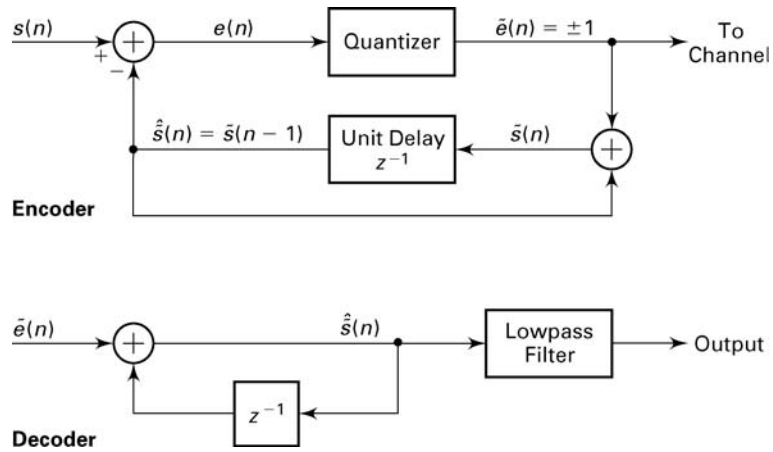 s(n)
+
−
+
e(n)
Quantizer
ẽ(n) = ±1
To
Channel
ŝ̃(n) = s̃(n − 1)
Unit Delay
z⁻¹
s̃(n)
+
Encoder
ẽ(n)
+
ŝ̃(n)
Lowpass
Filter
Output
z⁻¹
Decoder